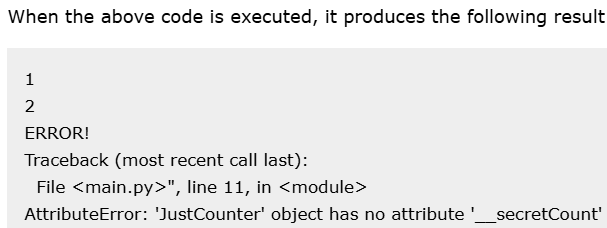 When the above code is executed, it produces the following result
1
2
ERROR!
Traceback (most recent call last):
File <main.py>", line 11, in <module>
AttributeError: 'JustCounter' object has no attribute '__secretCount'